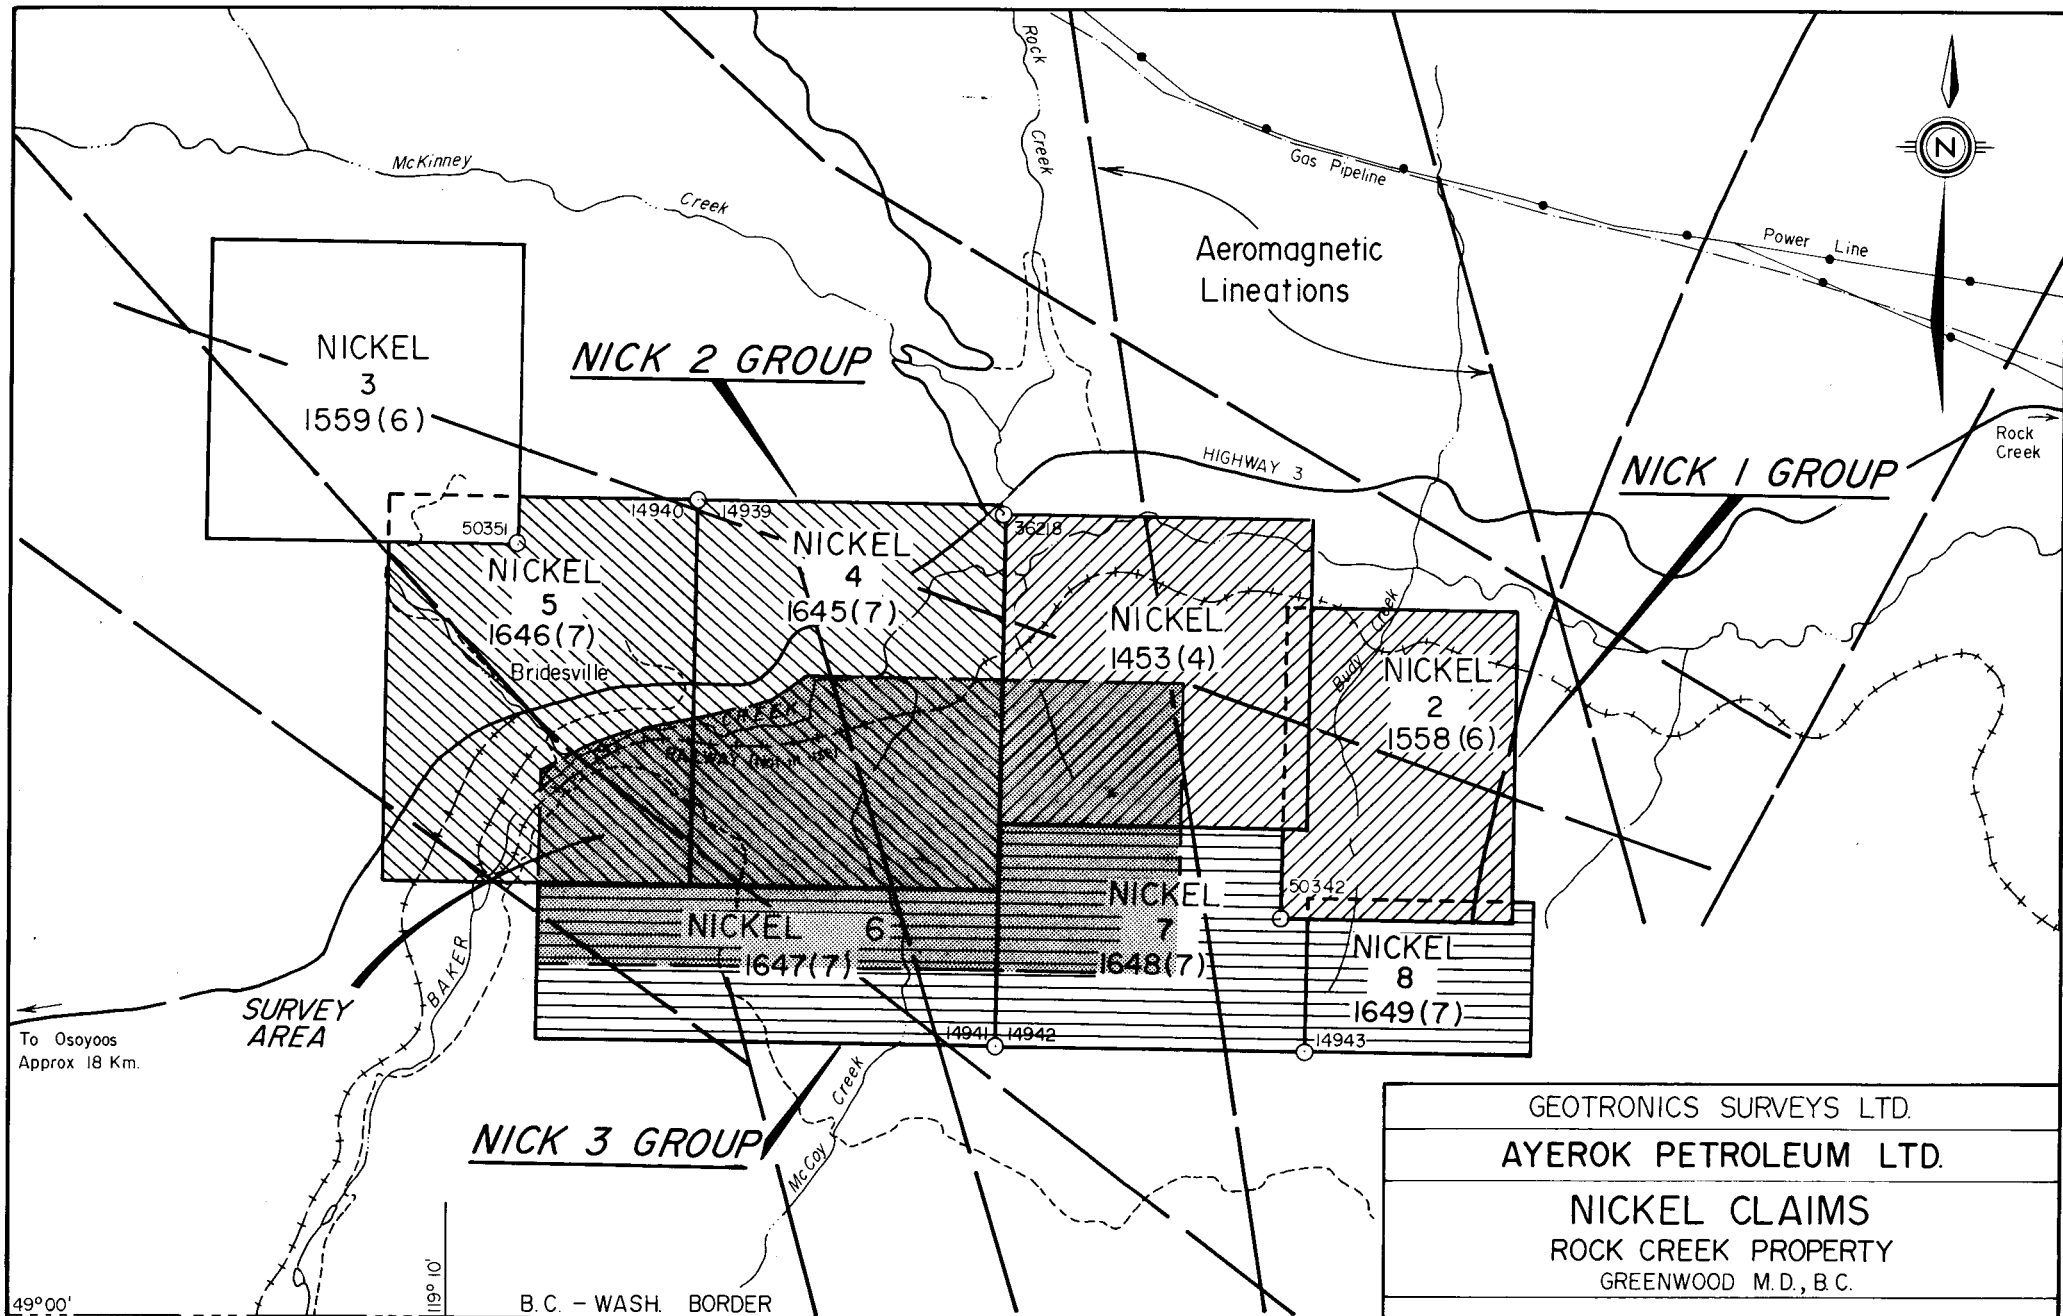 Rock
Creek
McKinney
Creek
Gas Pipeline
Power Line
N
Aeromagnetic
Lineations
NICKEL
3
1559(6)
NICK 2 GROUP
HIGHWAY 3
Rock
Creek
NICK 1 GROUP
50351
14940
14939
36218
NICKEL
5
1646(7)
NICKEL
4
1645(7)
NICKEL
1453(4)
Budy Creek
NICKEL
2
1558(6)
Bridesville
CREEK
RAILWAY (Not in use)
50342
NICKEL 6
1647(7)
NICKEL
7
1648(7)
NICKEL
8
1649(7)
BAKER
SURVEY
AREA
To Osoyoos
Approx 18 Km.
14941
14942
14943
NICK 3 GROUP
McCoy Creek
GEOTRONICS SURVEYS LTD.
AYEROK PETROLEUM LTD.
NICKEL CLAIMS
ROCK CREEK PROPERTY
GREENWOOD M.D., B.C.
49°00'
119° 10'
B.C. - WASH. BORDER